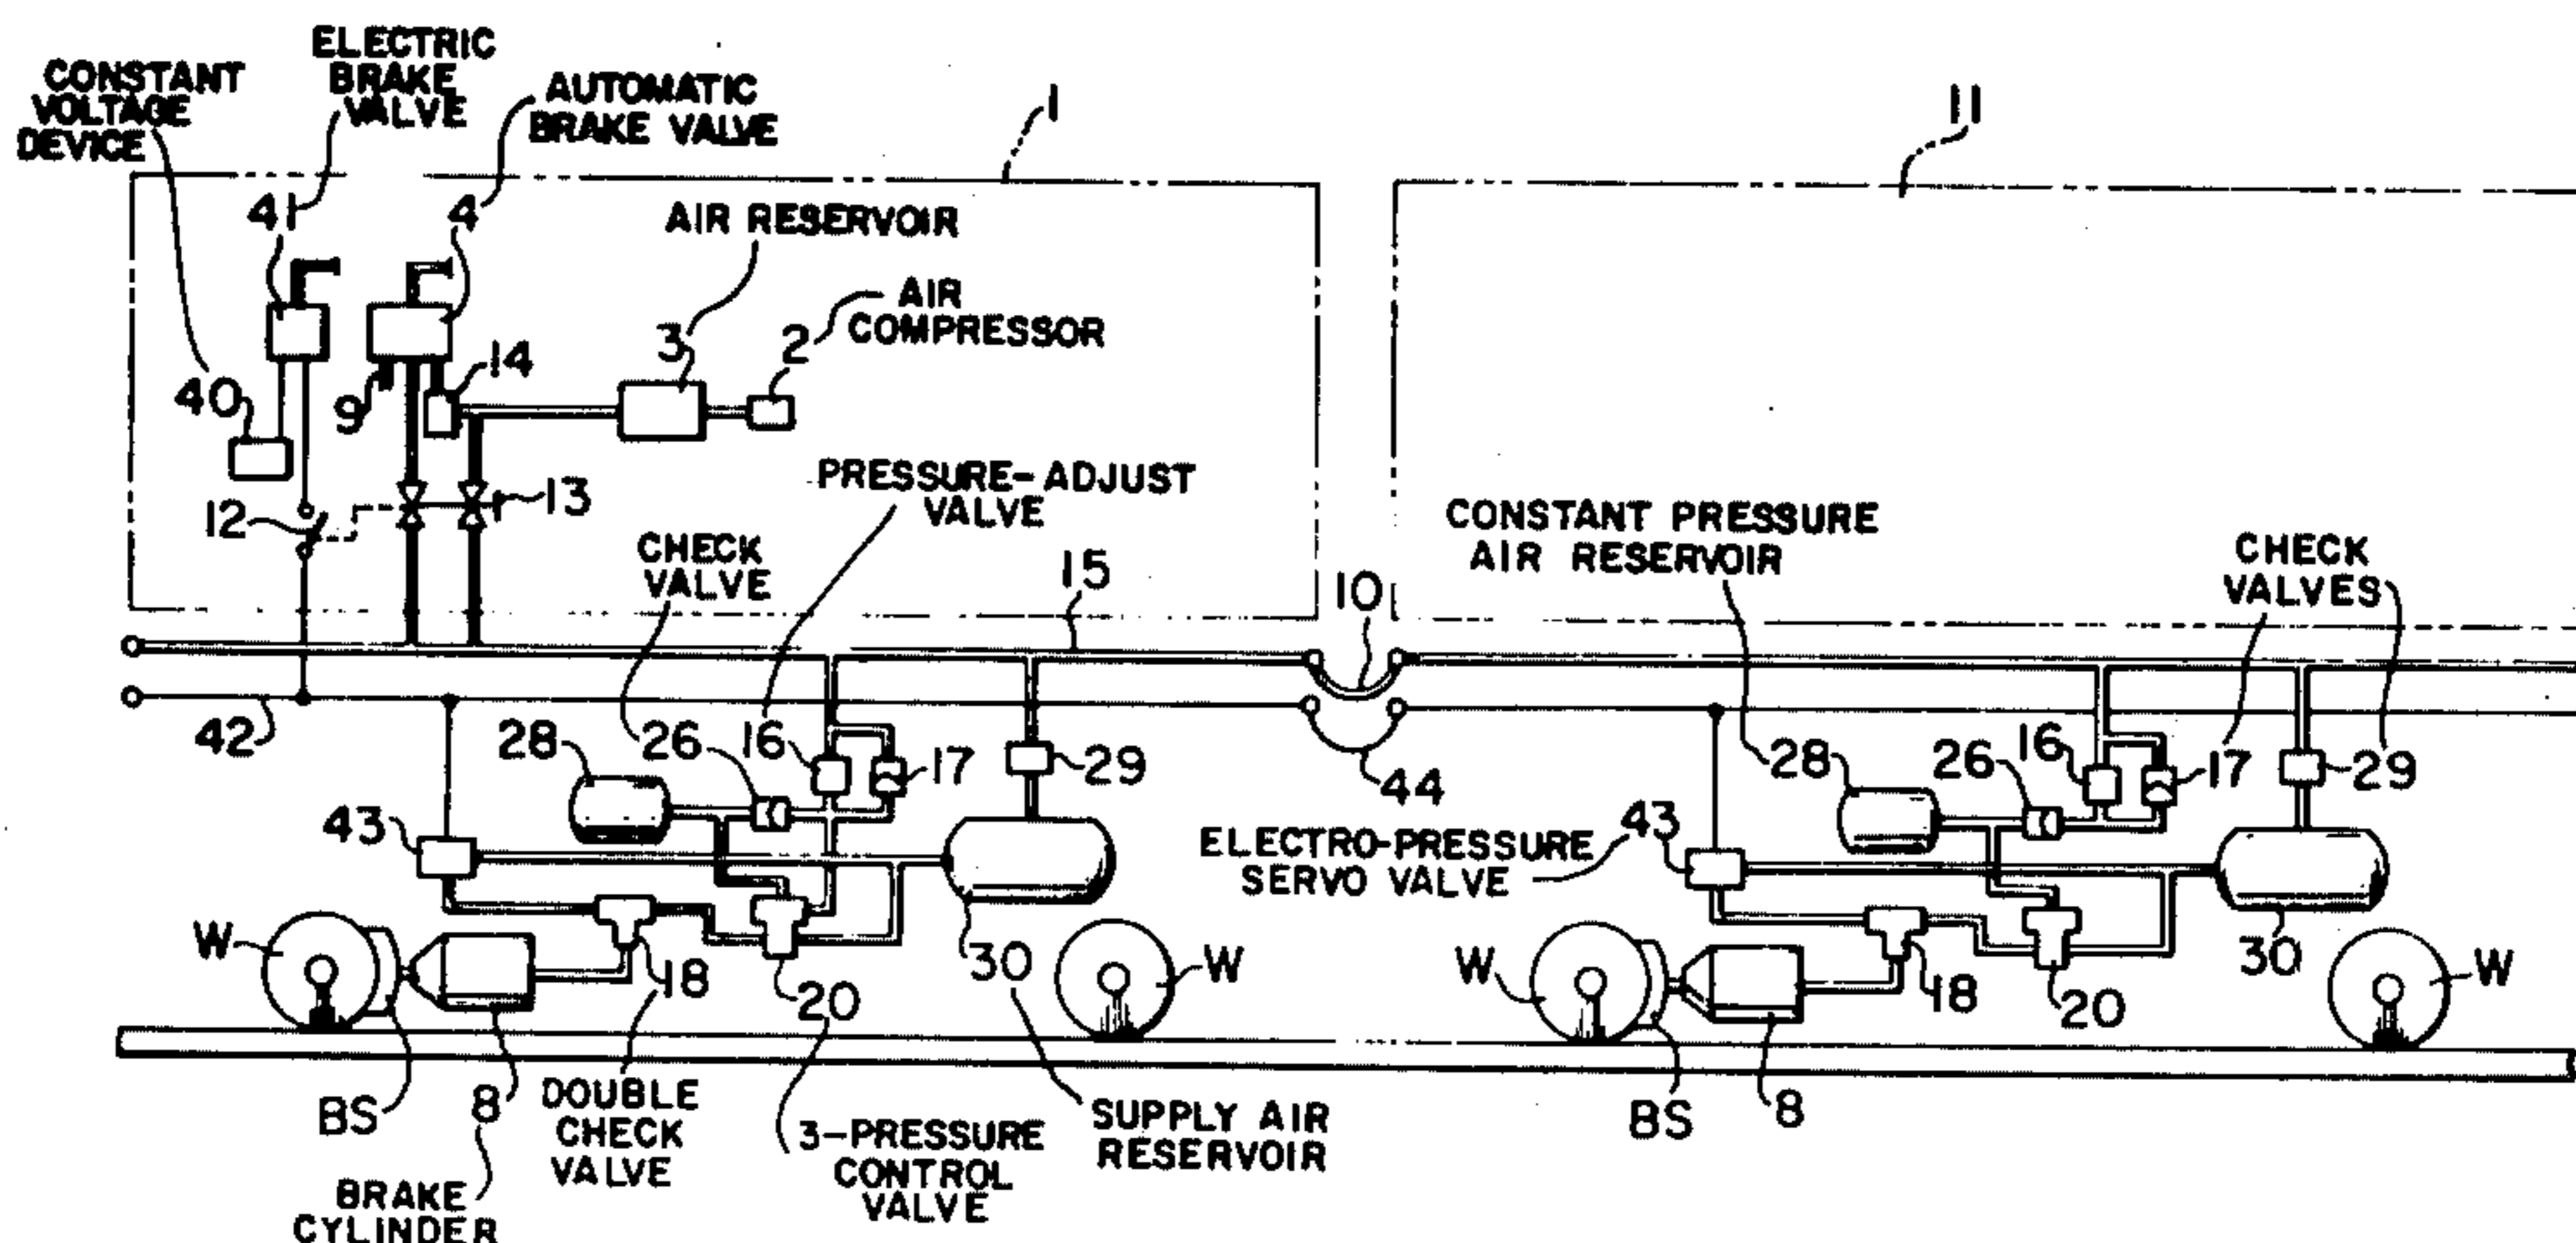 ELECTRIC
BRAKE
VALVE
CONSTANT
VOLTAGE
DEVICE
AUTOMATIC
BRAKE VALVE
1
11
41
4
AIR RESERVOIR
AIR
COMPRESSOR
3
2
14
40
9
13
12
PRESSURE-ADJUST
VALVE
CHECK
VALVE
15
10
CONSTANT PRESSURE
AIR RESERVOIR
CHECK
VALVES
42
28
26
16
17
29
44
28
26
16
17
29
43
ELECTRO-PRESSURE
SERVO VALVE
43
W
18
20
30
W
W
18
20
30
W
BS
8
DOUBLE
CHECK
VALVE
3-PRESSURE
CONTROL
VALVE
SUPPLY AIR
RESERVOIR
BS
8
BRAKE
CYLINDER